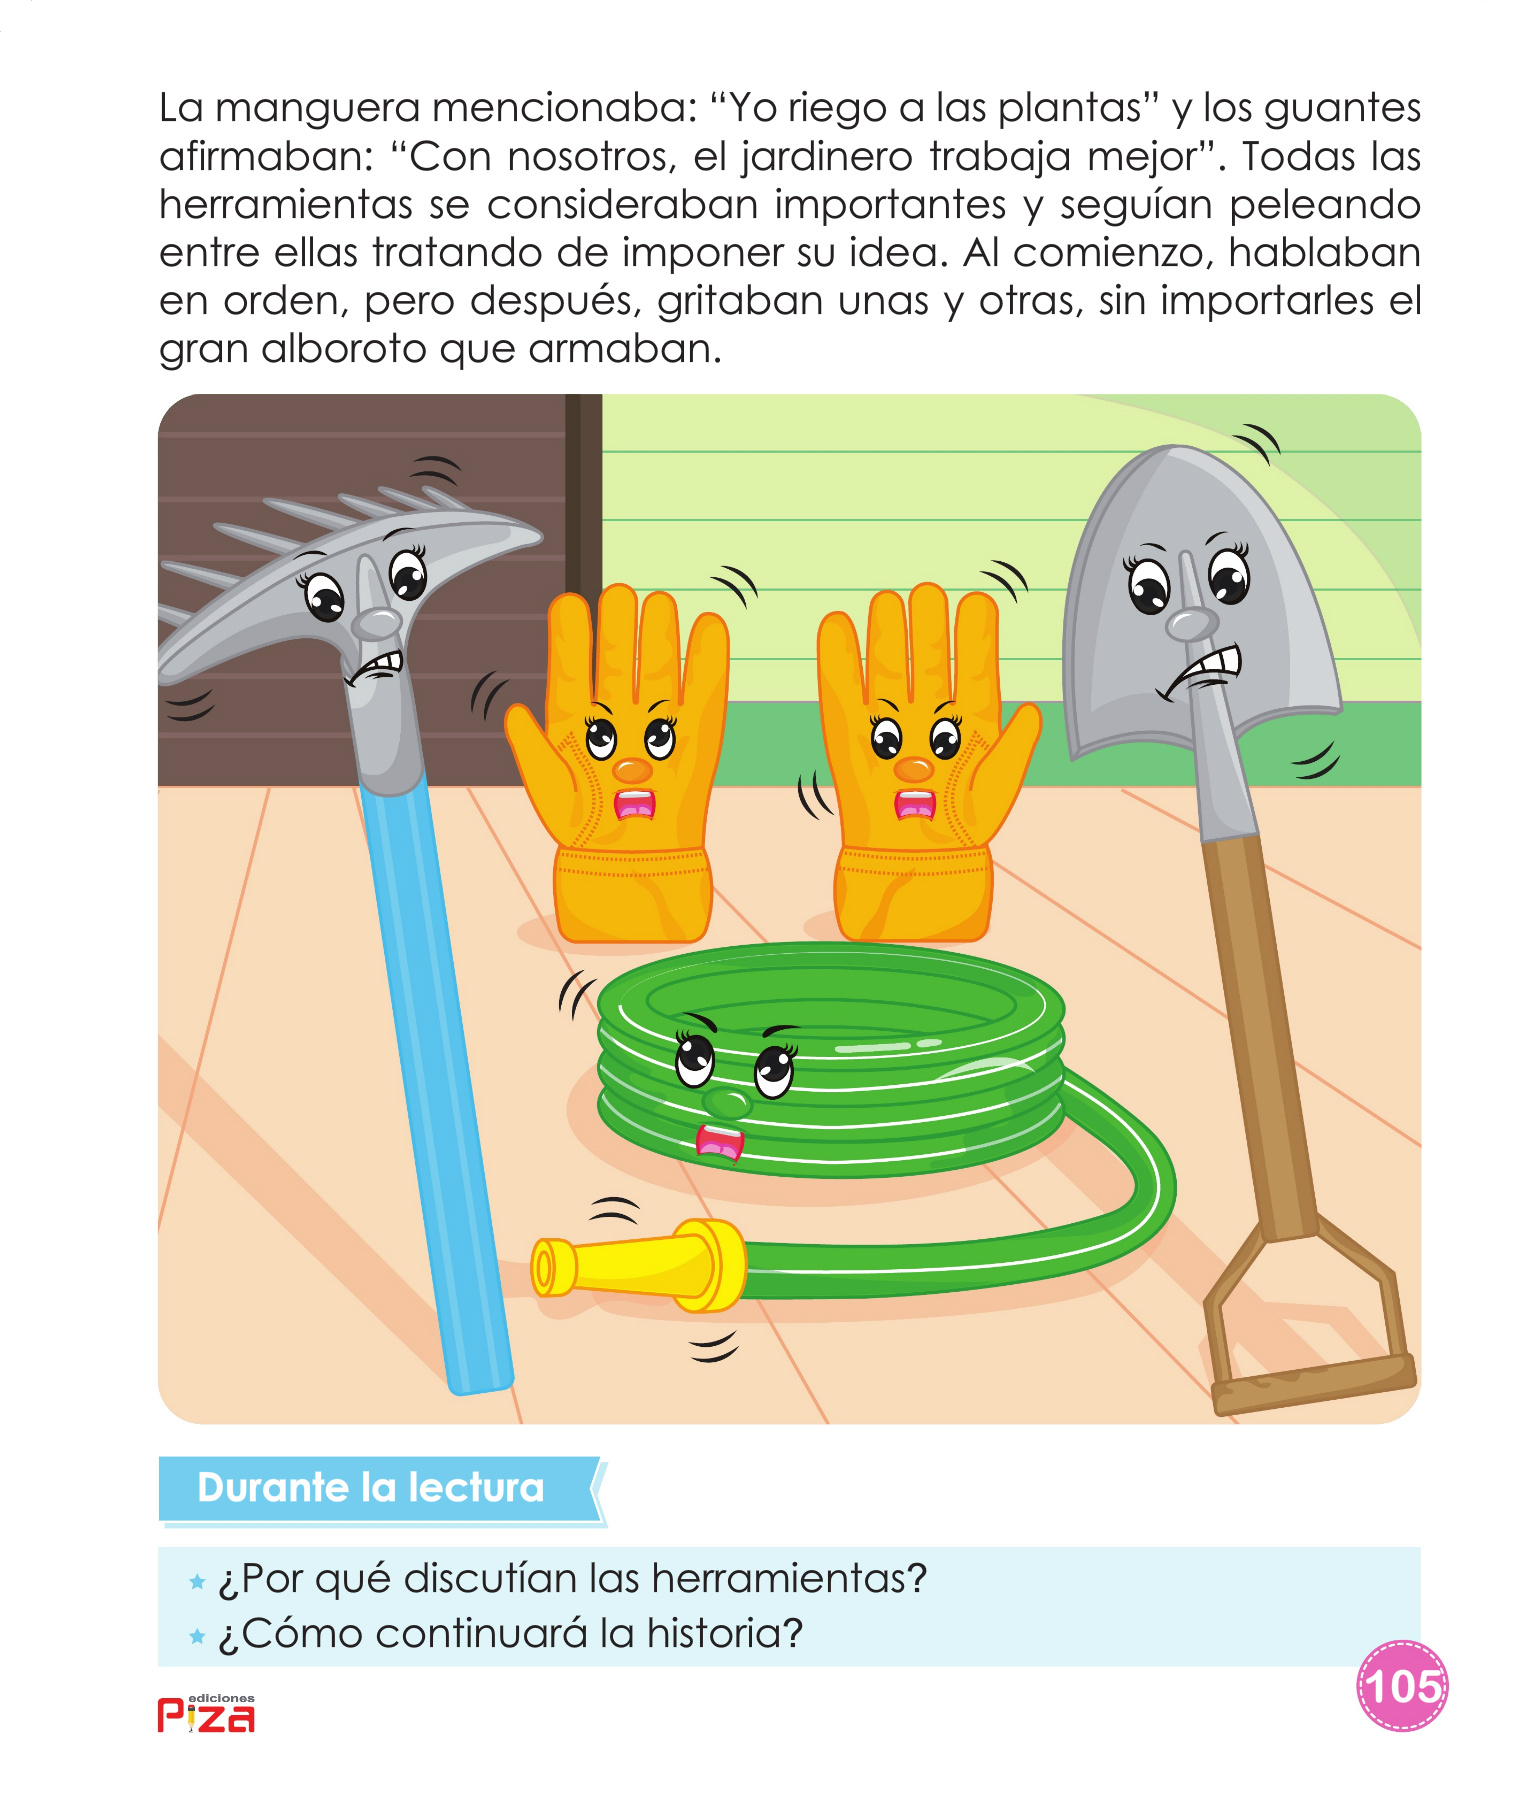 La manguera mencionaba: “Yo riego a las plantas” y los guantes
afirmaban: “Con nosotros, el jardinero trabaja mejor”. Todas las
herramientas se consideraban importantes y seguían peleando
entre ellas tratando de imponer su idea. Al comienzo, hablaban
en orden, pero después, gritaban unas y otras, sin importarles el
gran alboroto que armaban.
Durante la lectura
¿Por qué discutían las herramientas?
¿Cómo continuará la historia?
105
ediciones
Piza